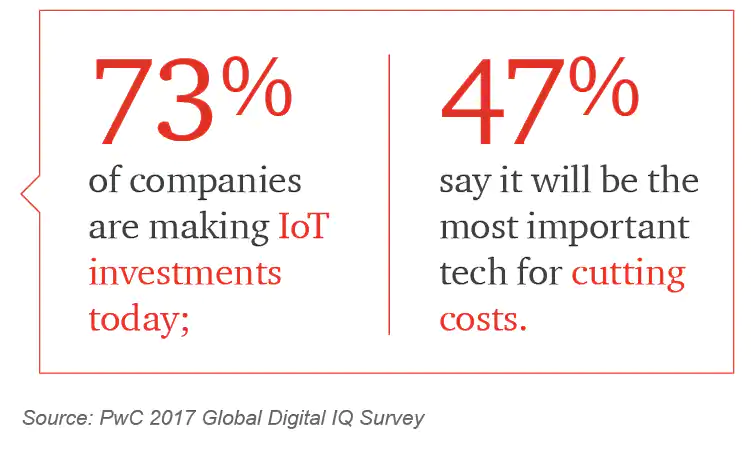 73%
of companies
are making IoT
investments
today;
47%
say it will be the
most important
tech for cutting
costs.
Source: PwC 2017 Global Digital IQ Survey